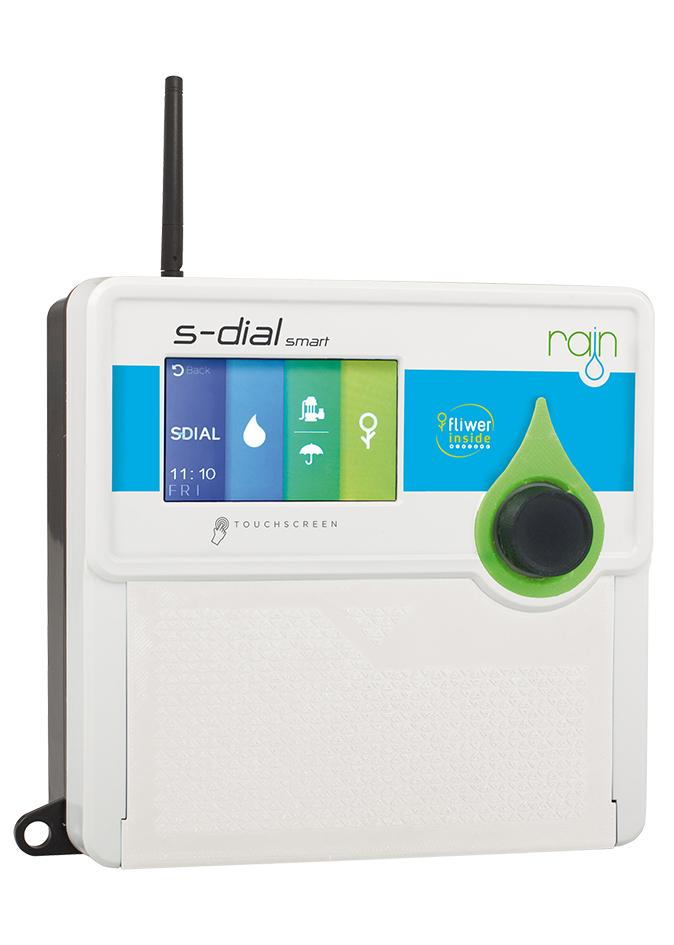 s-dial smart
rain
Back
SDIAL
11:10
FRI
fliwer
inside
TOUCHSCREEN